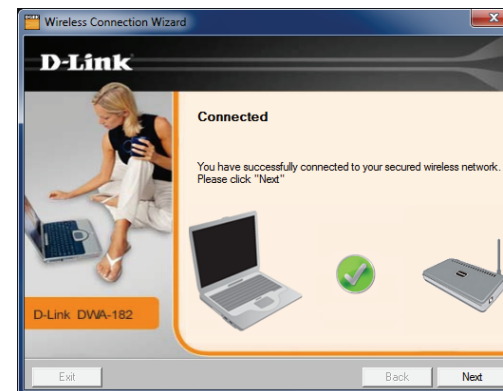 Wireless Connection Wizard
D-Link
Connected
You have successfully connected to your secured wireless network.
Please click "Next"
D-Link DWA-182
Exit
Back
Next